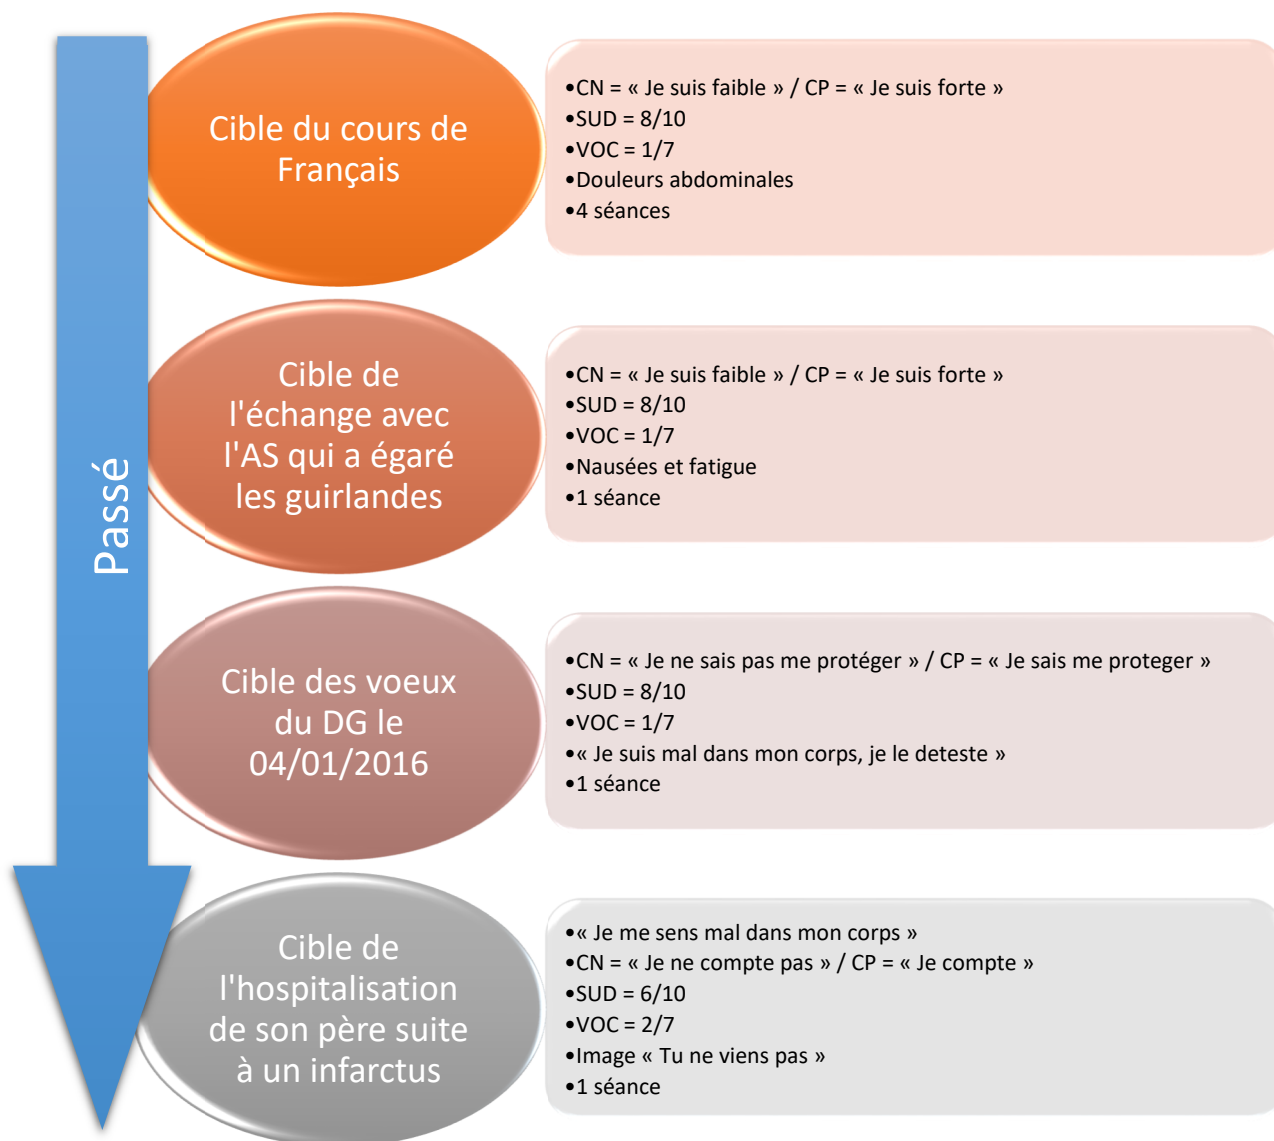 Passé
Cible du cours de
Français
•CN = « Je suis faible » / CP = « Je suis forte »
•SUD = 8/10
•VOC = 1/7
•Douleurs abdominales
•4 séances
Cible de
l'échange avec
l'AS qui a égaré
les guirlandes
•CN = « Je suis faible » / CP = « Je suis forte »
•SUD = 8/10
•VOC = 1/7
•Nausées et fatigue
•1 séance
Cible des voeux
du DG le
04/01/2016
•CN = « Je ne sais pas me protéger » / CP = « Je sais me proteger »
•SUD = 8/10
•VOC = 1/7
•« Je suis mal dans mon corps, je le deteste »
•1 séance
Cible de
l'hospitalisation
de son père suite
à un infarctus
•« Je me sens mal dans mon corps »
•CN = « Je ne compte pas » / CP = « Je compte »
•SUD = 6/10
•VOC = 2/7
•Image « Tu ne viens pas »
•1 séance